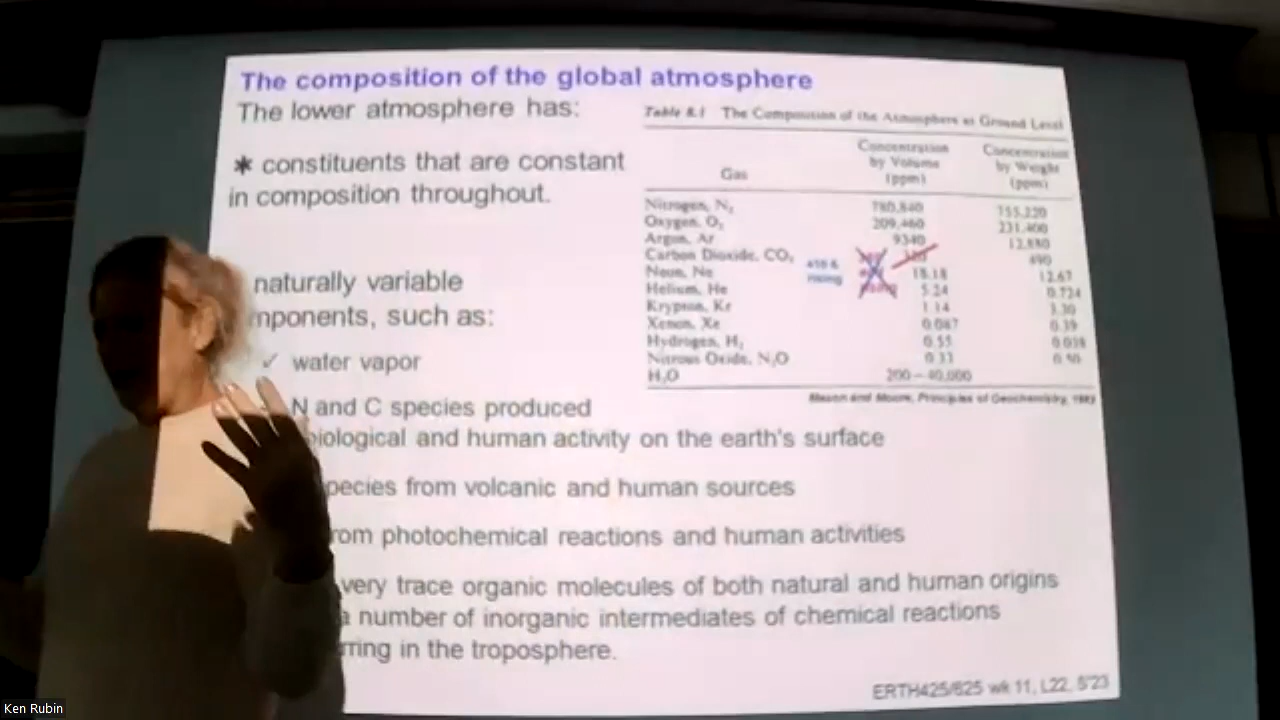 The composition of the global atmosphere
The lower atmosphere has:
* constituents that are constant
in composition throughout.
naturally variable
mponents, such as:
✓ water vapor
N and C species produced
biological and human activity on the earth's surface
pecies from volcanic and human sources
rom photochemical reactions and human activities
very trace organic molecules of both natural and human origins
a number of inorganic intermediates of chemical reactions
rring in the troposphere.
Table 8.1 The Composition of the Atmosphere at Ground Level
Gas Concentration by Volume (ppm) Concentration by Weight (ppm)
Nitrogen, N₂ 780,840 755,220
Oxygen, O₂ 209,460 231,400
Argon, Ar 9340 12,880
Carbon Dioxide, CO₂ rising 490
Neon, Ne 18.18 12.67
Helium, He 5.24 0.724
Krypton, Kr 1.14 3.30
Xenon, Xe 0.087 0.39
Hydrogen, H₂ 0.55 0.038
Nitrous Oxide, N₂O 0.33 0.50
H₂O 200 – 40,000
Mason and Moore, Principles of Geochemistry, 1982
ERTH425/625 wk 11, L22, S'23
Ken Rubin